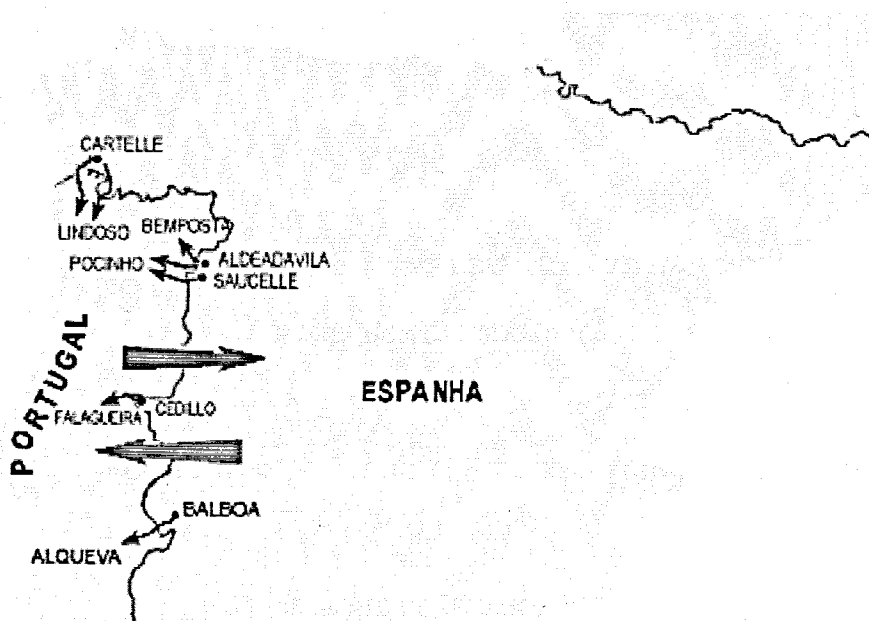 CARTELLE
LINDOSO
BEMPOSTA
POCINHO
ALDEADAVILA
SAUCELLE
PORTUGAL
ESPANHA
CEDILLO
FALAGUEIRA
BALBOA
ALQUEVA